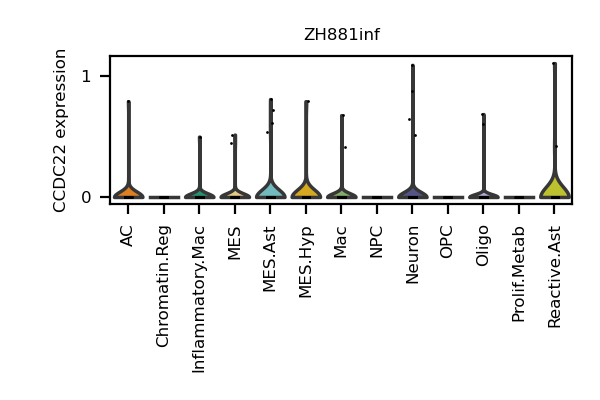 ZH881inf
CCDC22 expression
1
0
AC
Chromatin.Reg
Inflammatory.Mac
MES
MES.Ast
MES.Hyp
Mac
NPC
Neuron
OPC
Oligo
Prolif.Metab
Reactive.Ast